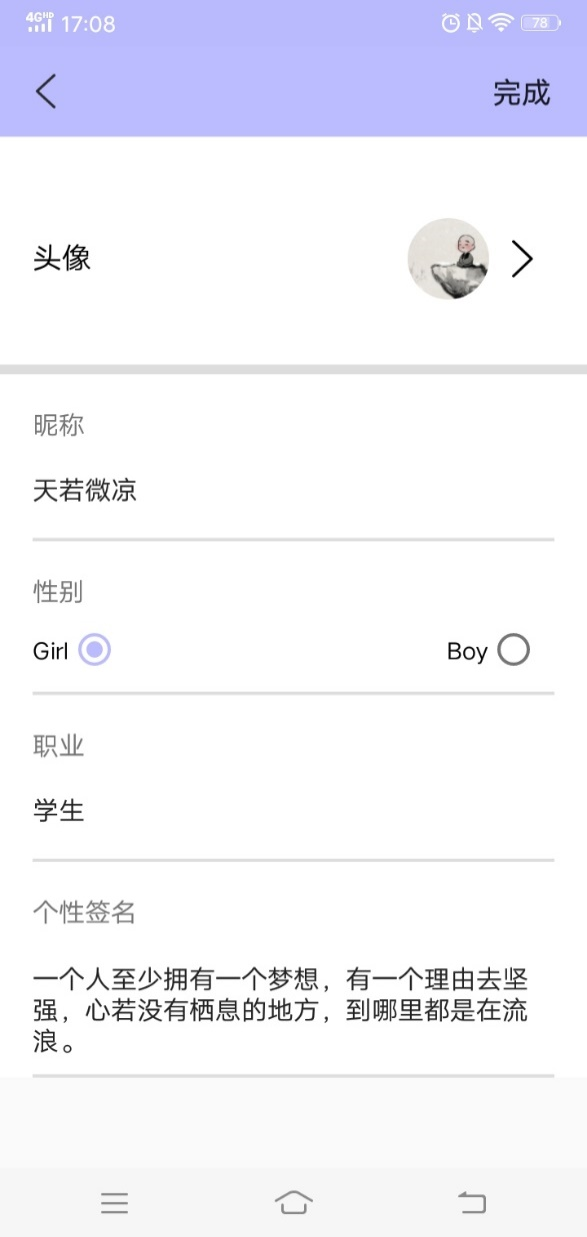 4GHD 17:08 78
完成
头像
昵称
天若微凉
性别
Girl Boy
职业
学生
个性签名
一个人至少拥有一个梦想，有一个理由去坚
强，心若没有栖息的地方，到哪里都是在流
浪。